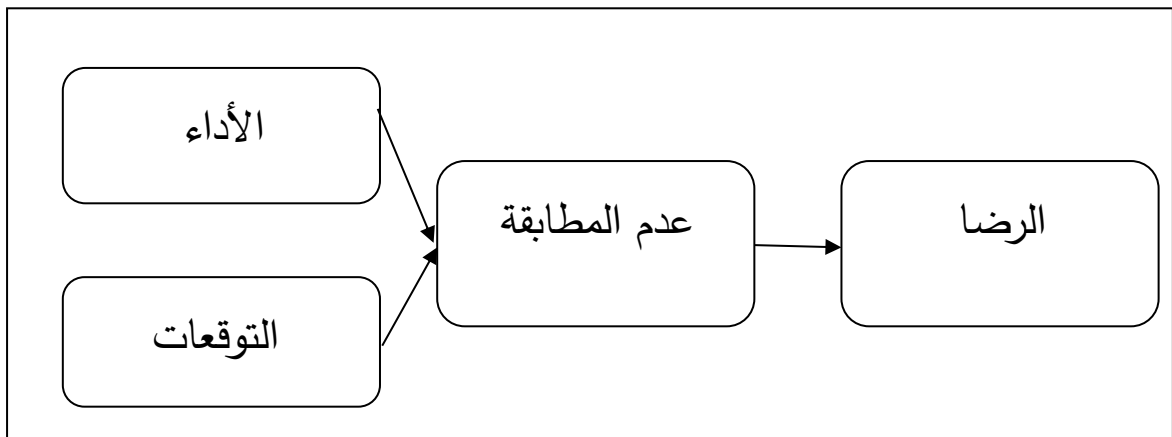 الأداء
التوقعات
عدم المطابقة
الرضا